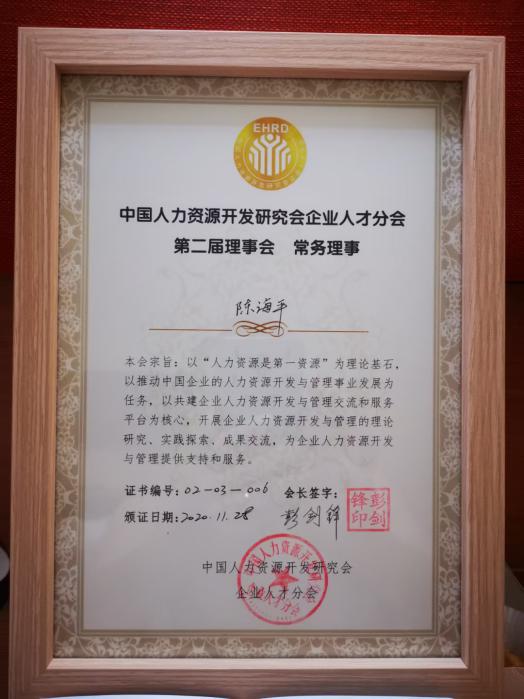 EHRD
中国人力资源开发研究会企业人才分会
第二届理事会 常务理事
陈海平
本会宗旨：以“人力资源是第一资源”为理论基石，
以推动中国企业的人力资源开发与管理事业发展为
任务，以共建企业人力资源开发与管理交流和服务
平台为核心，开展企业人力资源开发与管理的理论
研究、实践探索、成果交流，为企业人力资源开发
与管理提供支持和服务。
证书编号：02-03-006 会长签字：
彭剑锋印
颁证日期：2020.11.28 彭剑锋
中国人力资源开发研究会
企业人才分会